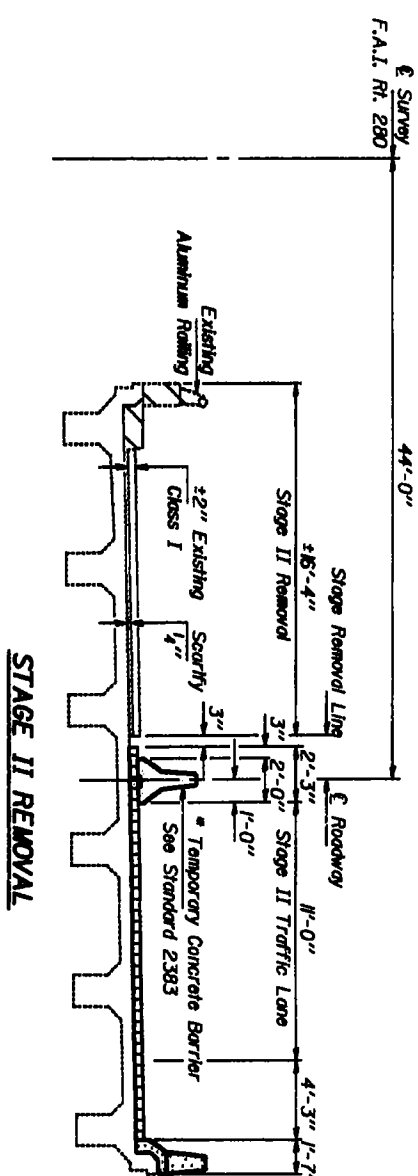 ℄ Survey
F.A.I. Rt. 280
44'-0"
Stage Removal Line
℄ Roadway
±16'-4"
Stage II Removal
3"
3"
2'-3"
2'-0"
1'-0"
11'-0"
Stage II Traffic Lane
4'-3"
1'-7"
Existing
Aluminum Railing
±2" Existing
Class I
Scarify
1/4"
* Temporary Concrete Barrier
See Standard 2383
STAGE II REMOVAL